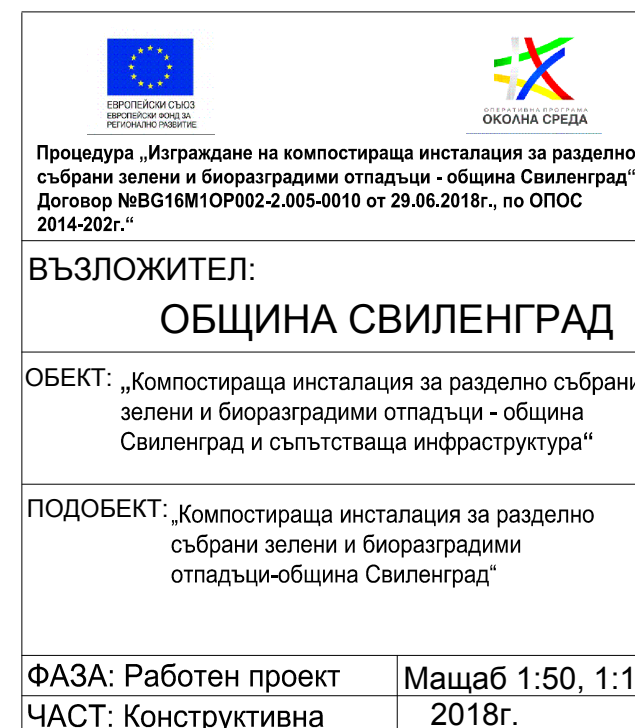 ЕВРОПЕЙСКИ СЪЮЗ
ЕВРОПЕЙСКИ ФОНД ЗА
РЕГИОНАЛНО РАЗВИТИЕ
ОПЕРАТИВНА ПРОГРАМА
ОКОЛНА СРЕДА
Процедура „Изграждане на компостираща инсталация за разделно
събрани зелени и биоразградими отпадъци - община Свиленград“
Договор №BG16M1OP002-2.005-0010 от 29.06.2018г., по ОПОС
2014-202г.“
ВЪЗЛОЖИТЕЛ:
ОБЩИНА СВИЛЕНГРАД
ОБЕКТ: „Компостираща инсталация за разделно събрани
зелени и биоразградими отпадъци - община
Свиленград и съпътстваща инфраструктура“
ПОДОБЕКТ: „Компостираща инсталация за разделно
събрани зелени и биоразградими
отпадъци-община Свиленград“
ФАЗА: Работен проект
Мащаб 1:50, 1:1
ЧАСТ: Конструктивна
2018г.